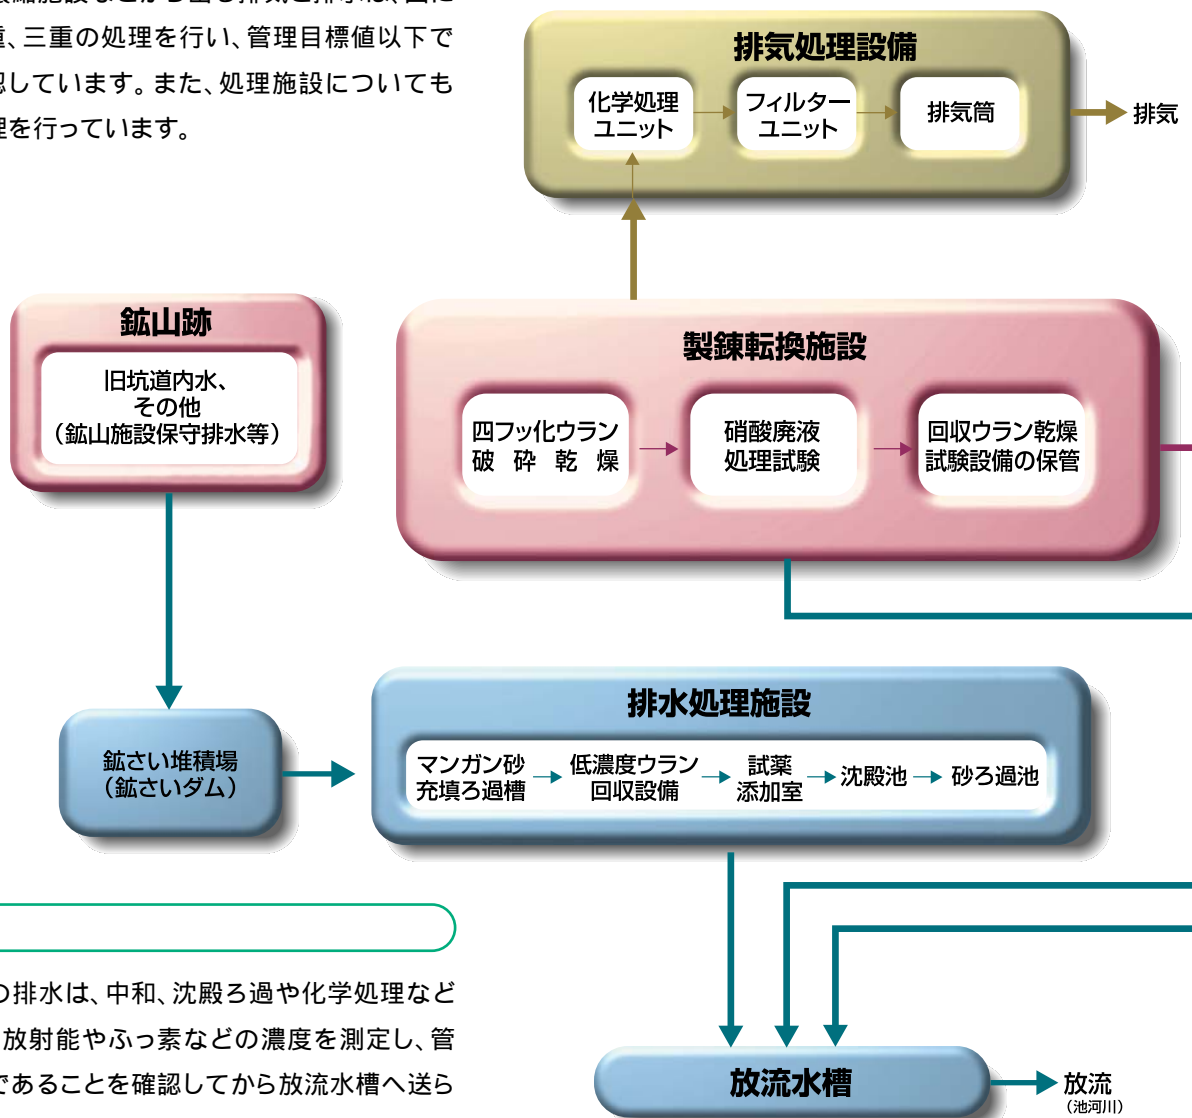 重、三重の処理を行い、管理目標値以下で
認しています。また、処理施設についても
理を行っています。
排気処理設備
化学処理
ユニット
フィルター
ユニット
排気筒
排気
鉱山跡
旧坑道内水、
その他
（鉱山施設保守排水等）
製錬転換施設
四フッ化ウラン
破砕乾燥
硝酸廃液
処理試験
回収ウラン乾燥
試験設備の保管
鉱さい堆積場
（鉱さいダム）
排水処理施設
マンガン砂
充填ろ過槽
低濃度ウラン
回収設備
試薬
添加室
沈殿池
砂ろ過池
の排水は、中和、沈殿ろ過や化学処理など
放射能やふっ素などの濃度を測定し、管
であることを確認してから放流水槽へ送ら
放流水槽
放流
（池河川）